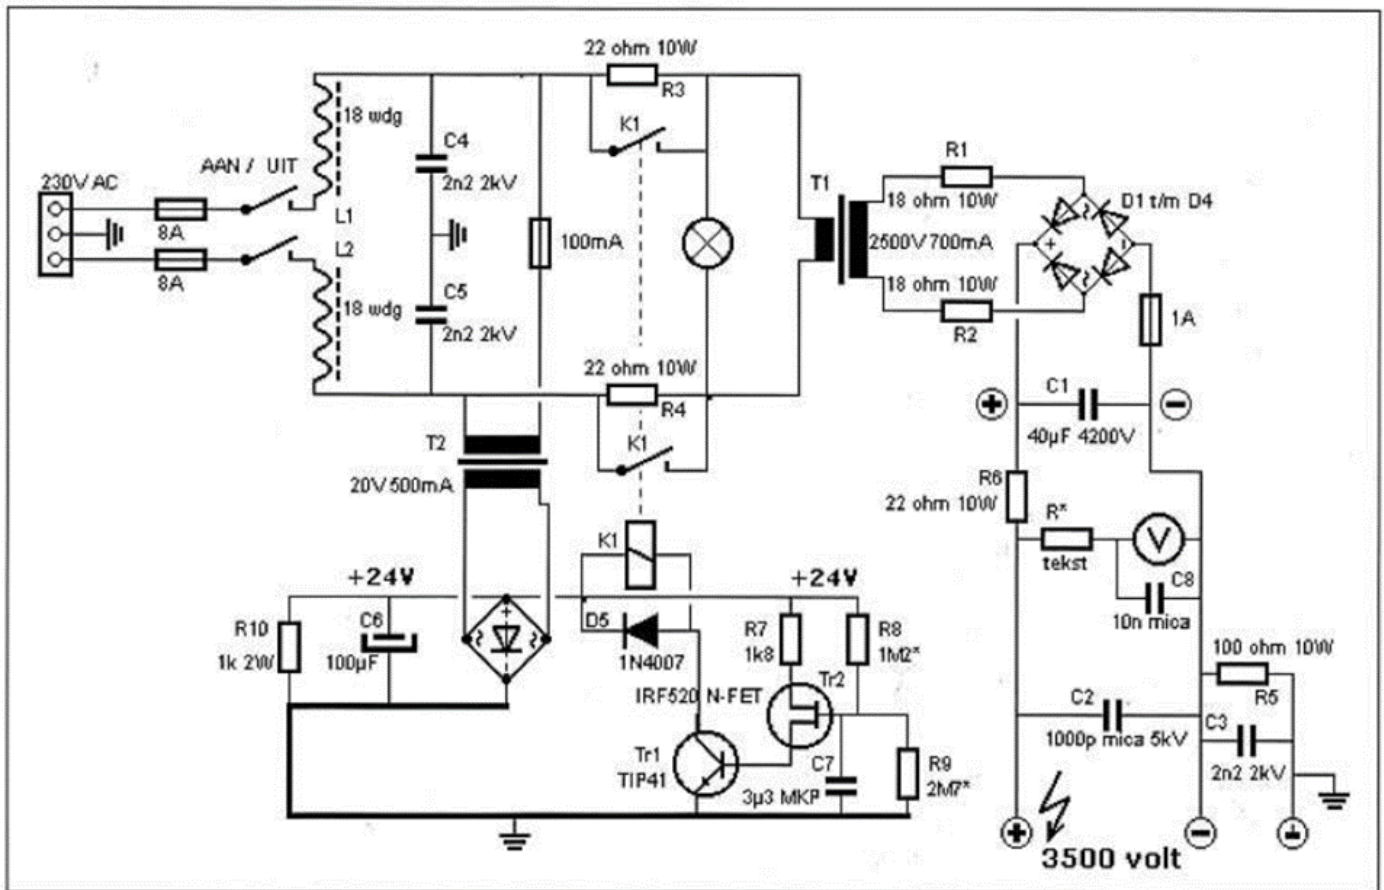 22 ohm 10W
R3
18 wdg
K1
C4
2n2 2kV
AAN / UIT
230V AC
8A
L1
L2
8A
18 wdg
C5
2n2 2kV
100mA
T1
R1
18 ohm 10W
2500V 700mA
18 ohm 10W
R2
D1 t/m D4
+
-
~
~
1A
22 ohm 10W
R4
K1
T2
20V 500mA
C1
+
-
40µF 4200V
R6
22 ohm 10W
R*
tekst
V
C8
10n mica
K1
+24V
+24V
R10
1k 2W
C6
100µF
+
~
~
-
D5
1N4007
R7
1k8
R8
1M2*
IRF520 N-FET
Tr2
Tr1
TIP41
C7
3µ3 MKP
R9
2M7*
100 ohm 10W
R5
C2
1000p mica 5kV
C3
2n2 2kV
+
-
3500 volt